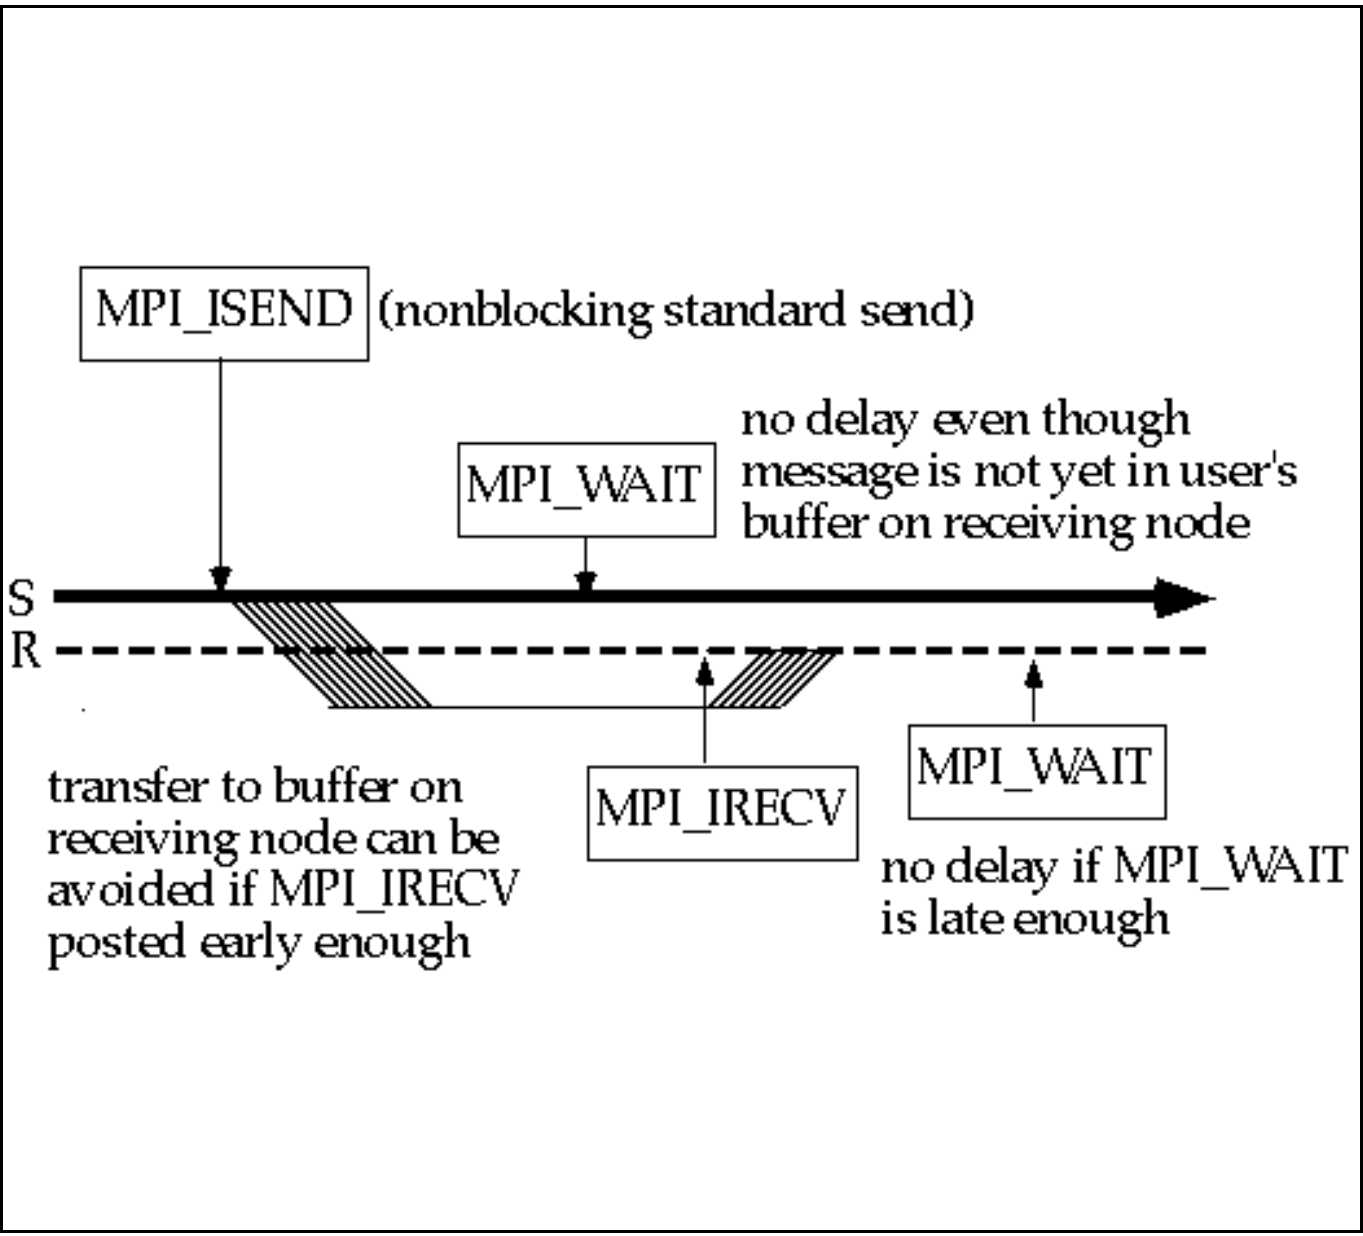 MPI_ISEND (nonblocking standard send)
no delay even though
message is not yet in user's
buffer on receiving node
MPI_WAIT
S
R
MPI_IRECV
MPI_WAIT
transfer to buffer on
receiving node can be
avoided if MPI_IRECV
posted early enough
no delay if MPI_WAIT
is late enough